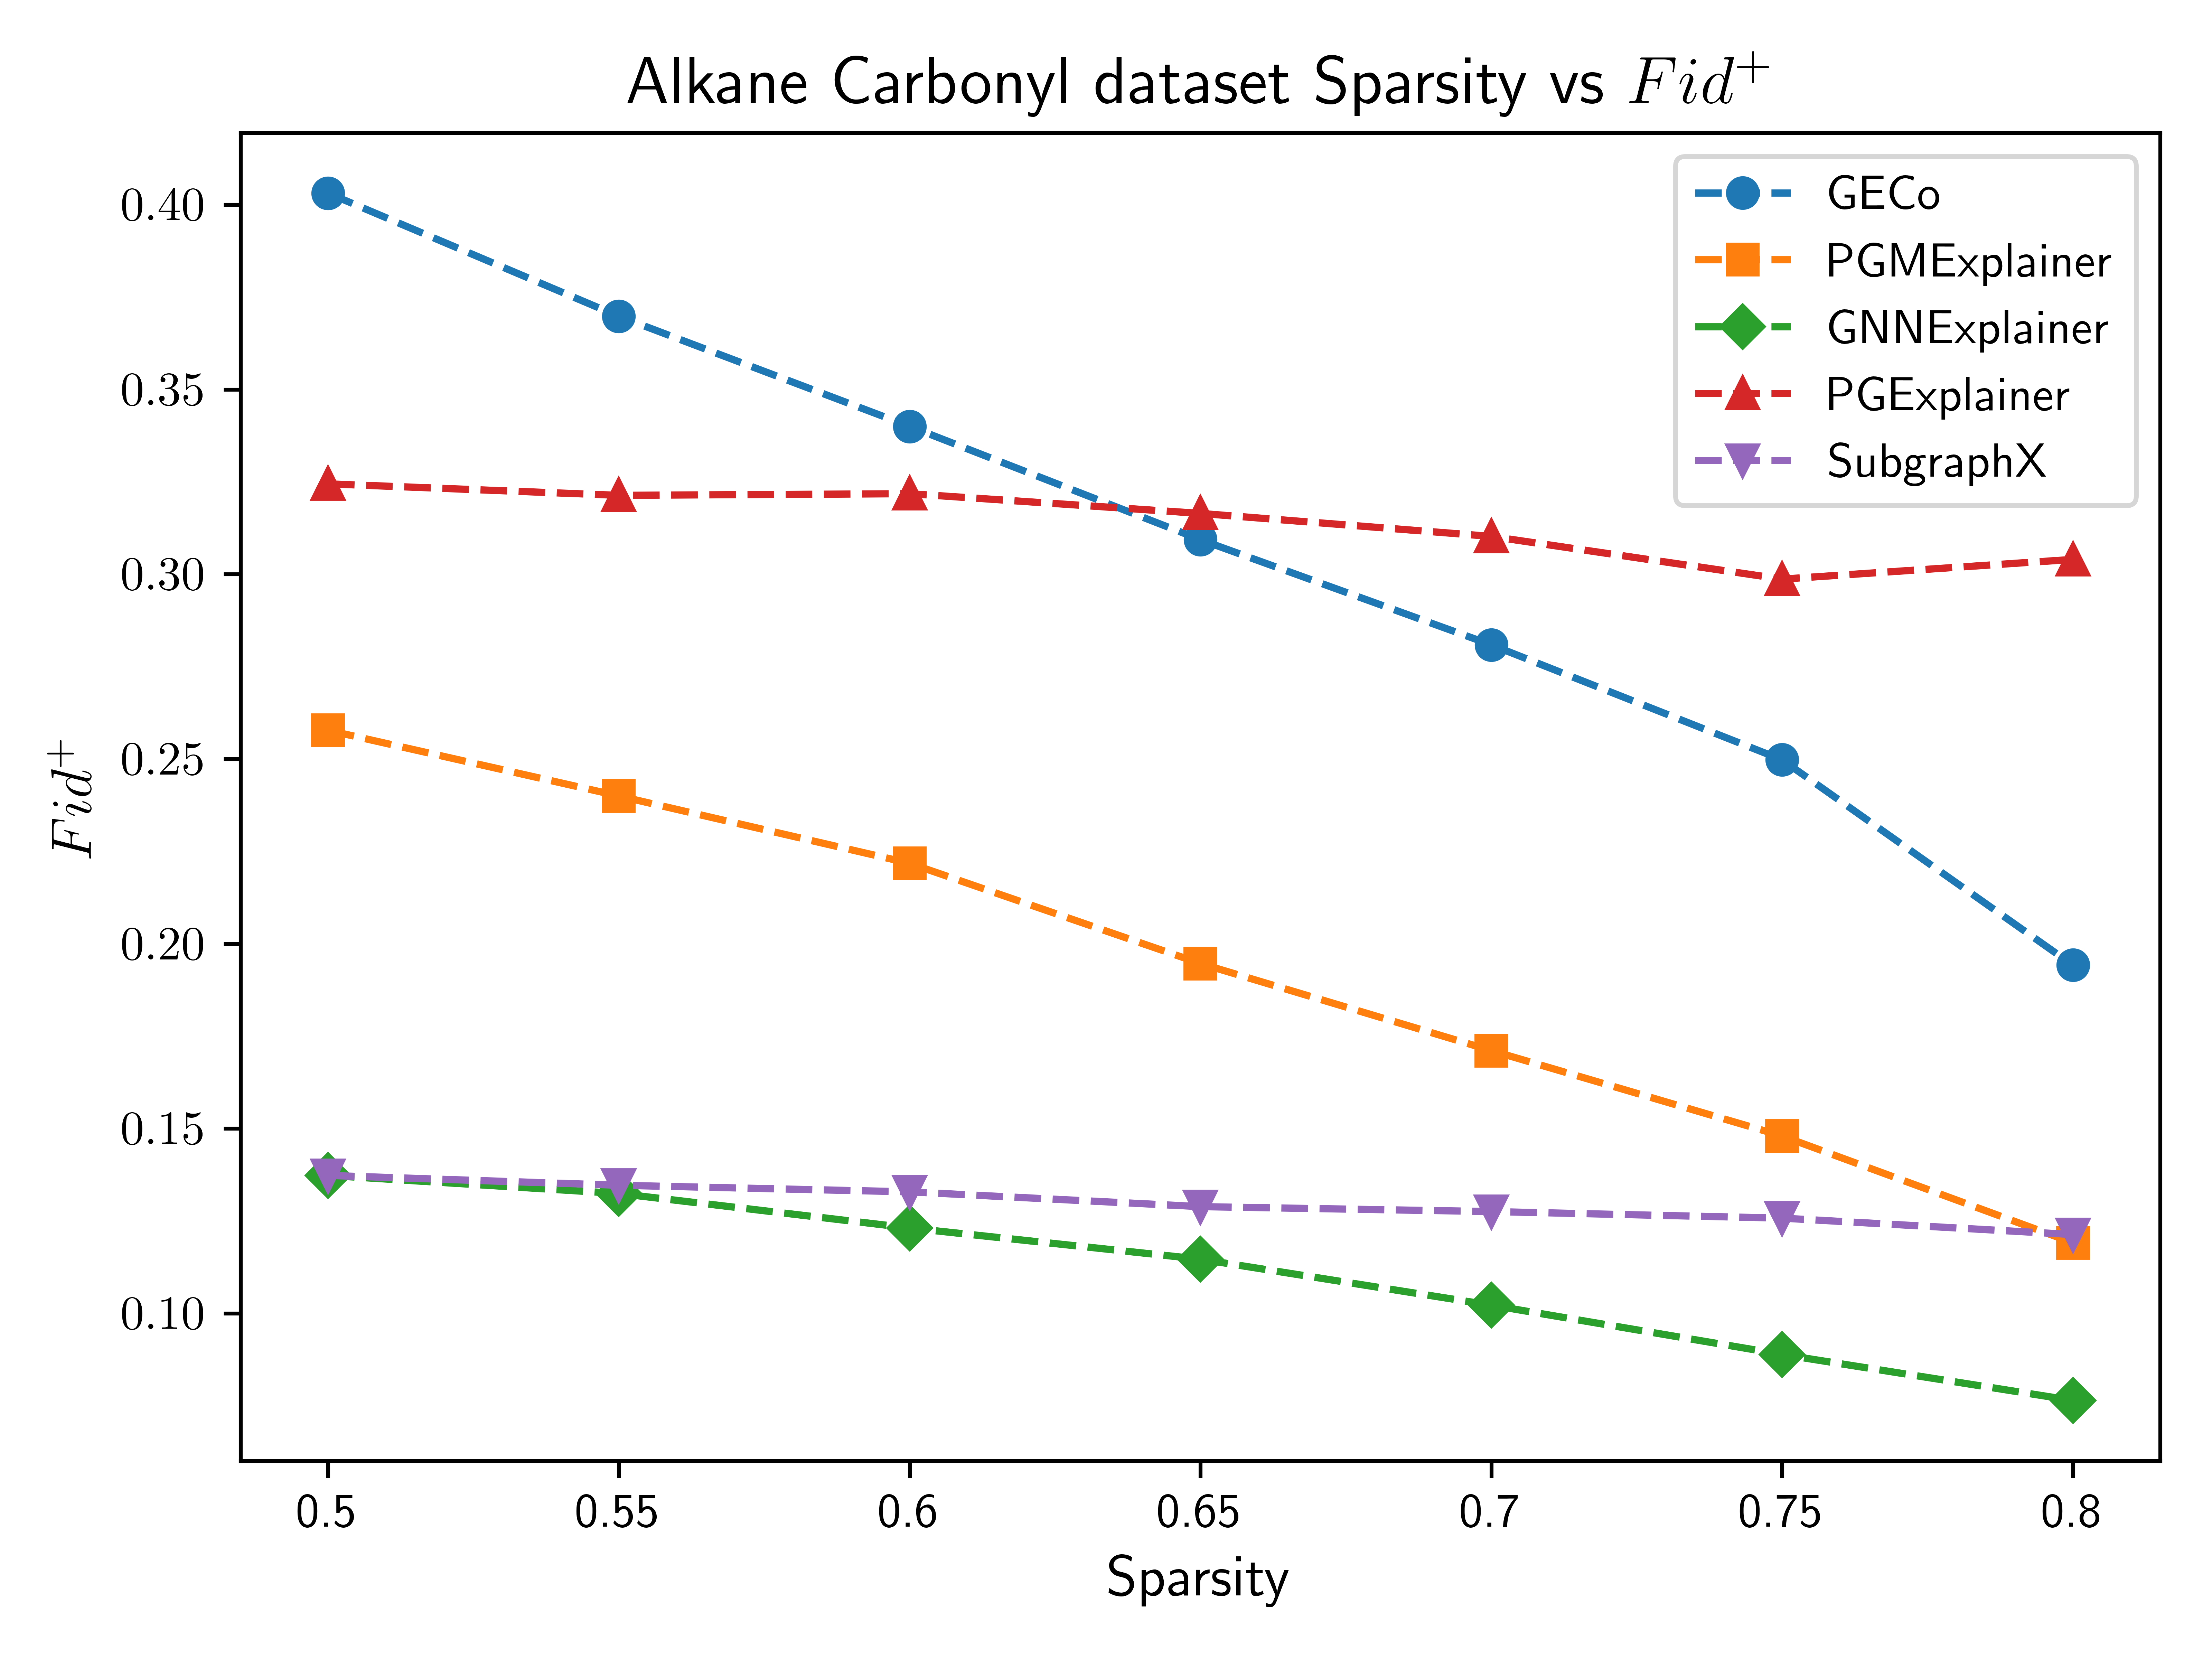 Alkane Carbonyl dataset Sparsity vs Fid⁺
GECo
PGMExplainer
GNNExplainer
PGExplainer
SubgraphX
Fid⁺
0.40
0.35
0.30
0.25
0.20
0.15
0.10
0.5 0.55 0.6 0.65 0.7 0.75 0.8
Sparsity